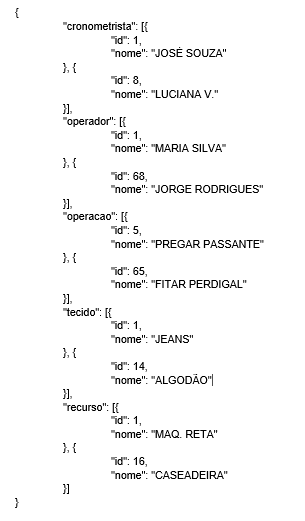 {
"cronometrista": [{
"id": 1,
"nome": "JOSÉ SOUZA"
}, {
"id": 8,
"nome": "LUCIANA V."
}],
"operador": [{
"id": 1,
"nome": "MARIA SILVA"
}, {
"id": 68,
"nome": "JORGE RODRIGUES"
}],
"operacao": [{
"id": 5,
"nome": "PREGAR PASSANTE"
}, {
"id": 65,
"nome": "FITAR PERDIGAL"
}],
"tecido": [{
"id": 1,
"nome": "JEANS"
}, {
"id": 14,
"nome": "ALGODÃO"
}],
"recurso": [{
"id": 1,
"nome": "MAQ. RETA"
}, {
"id": 16,
"nome": "CASEADEIRA"
}]
}